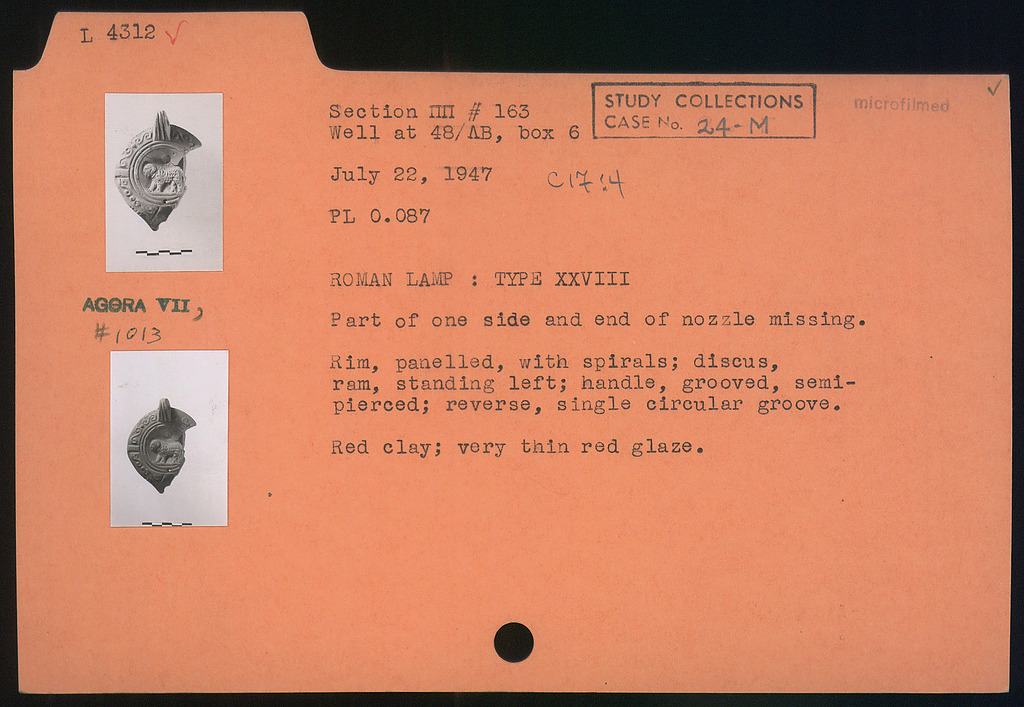 L 4312 ✓
STUDY COLLECTIONS
CASE No. 24-M
microfilmed
✓
Section ΠΠ # 163
Well at 48/ΛB, box 6
July 22, 1947
C 17:4
PL 0.087
ROMAN LAMP : TYPE XXVIII
Part of one side and end of nozzle missing.
Rim, panelled, with spirals; discus,
ram, standing left; handle, grooved, semi-
pierced; reverse, single circular groove.
Red clay; very thin red glaze.
AGORA VII,
#1013